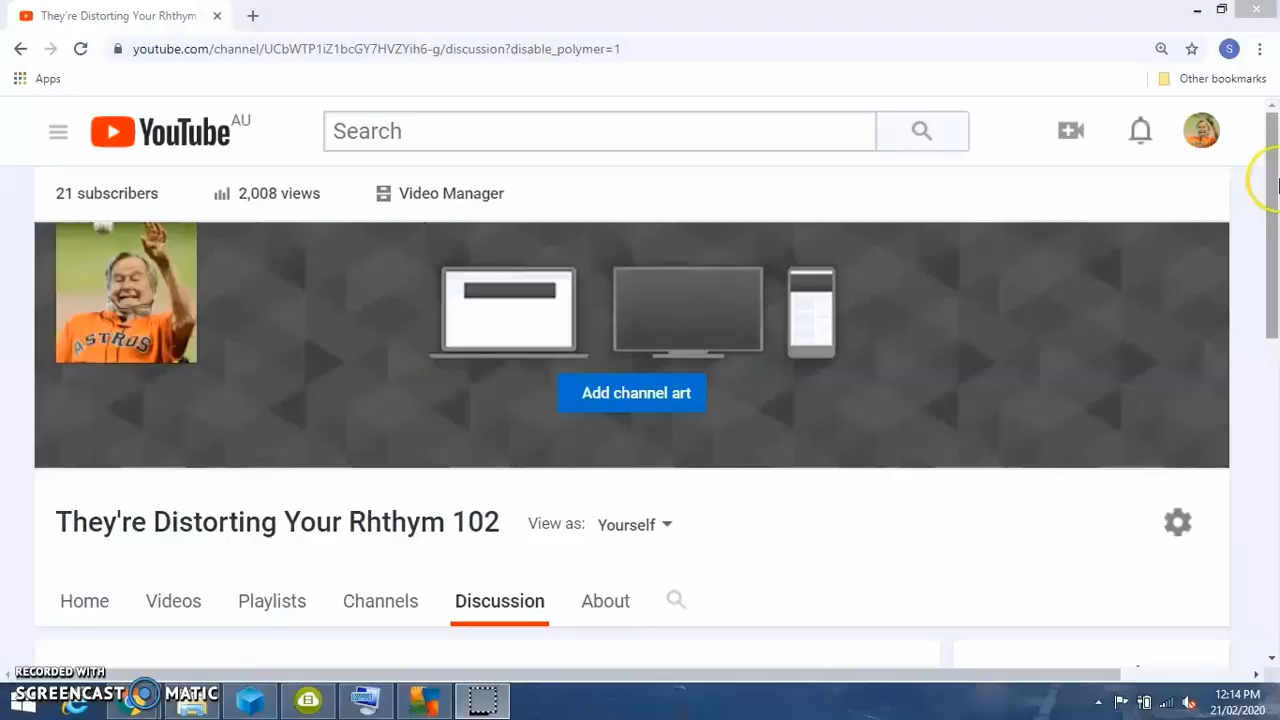 They're Distorting Your Rhthym
youtube.com/channel/UCbWTP1iZ1bcGY7HVZYih6-g/discussion?disable_polymer=1
S
Apps
Other bookmarks
YouTube AU
Search
21 subscribers
2,008 views
Video Manager
ASTROS
Add channel art
They're Distorting Your Rhthym 102
View as: Yourself
Home
Videos
Playlists
Channels
Discussion
About
RECORDED WITH
SCREENCAST MATIC
12:14 PM
21/02/2020